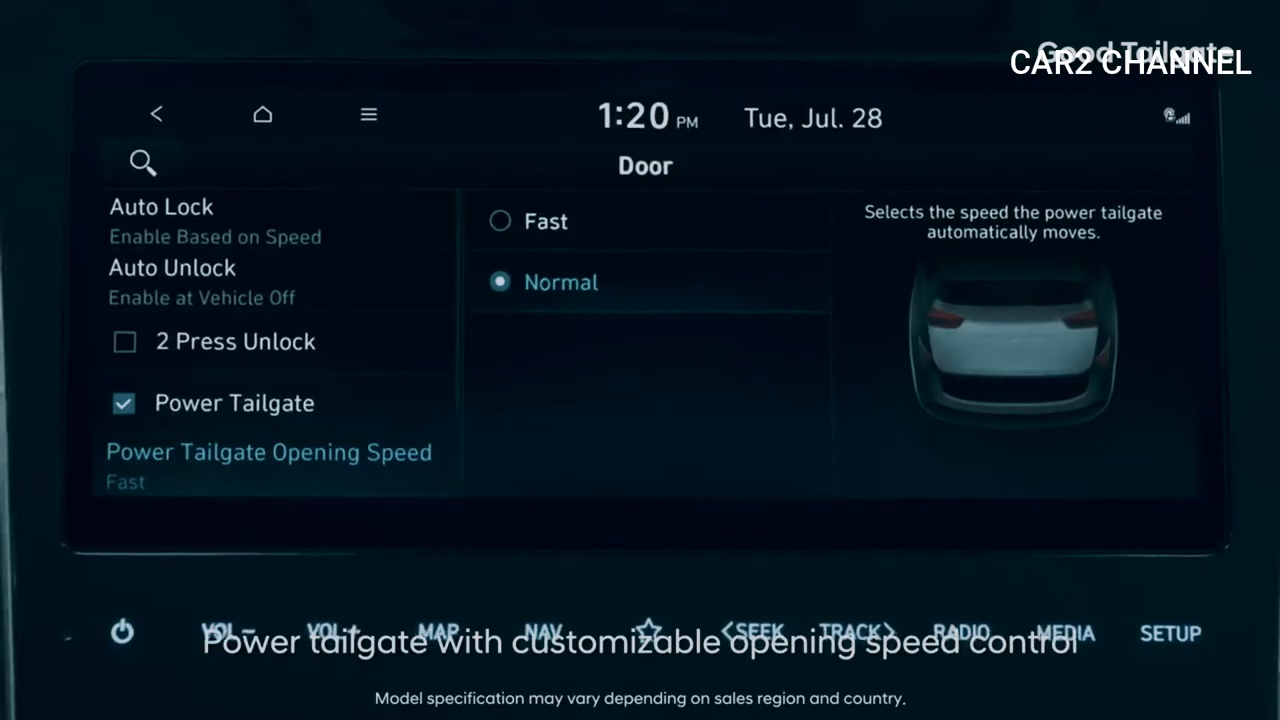 Good Tailgate
CAR2 CHANNEL
1:20 PM
Tue, Jul. 28
Door
Auto Lock
Enable Based on Speed
Auto Unlock
Enable at Vehicle Off
2 Press Unlock
Power Tailgate
Power Tailgate Opening Speed
Fast
Fast
Normal
Selects the speed the power tailgate
automatically moves.
VOL− VOL+ MAP NAV <SEEK TRACK> RADIO MEDIA SETUP
Power tailgate with customizable opening speed control
Model specification may vary depending on sales region and country.